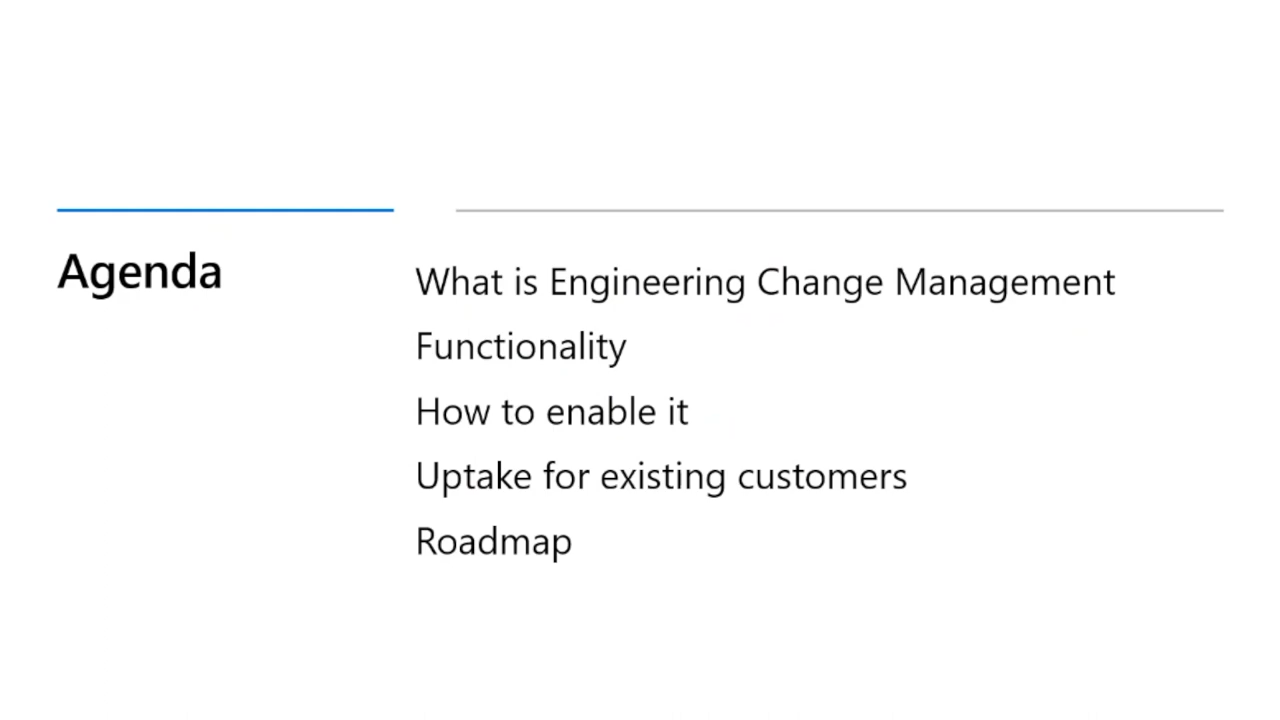 Agenda
What is Engineering Change Management
Functionality
How to enable it
Uptake for existing customers
Roadmap